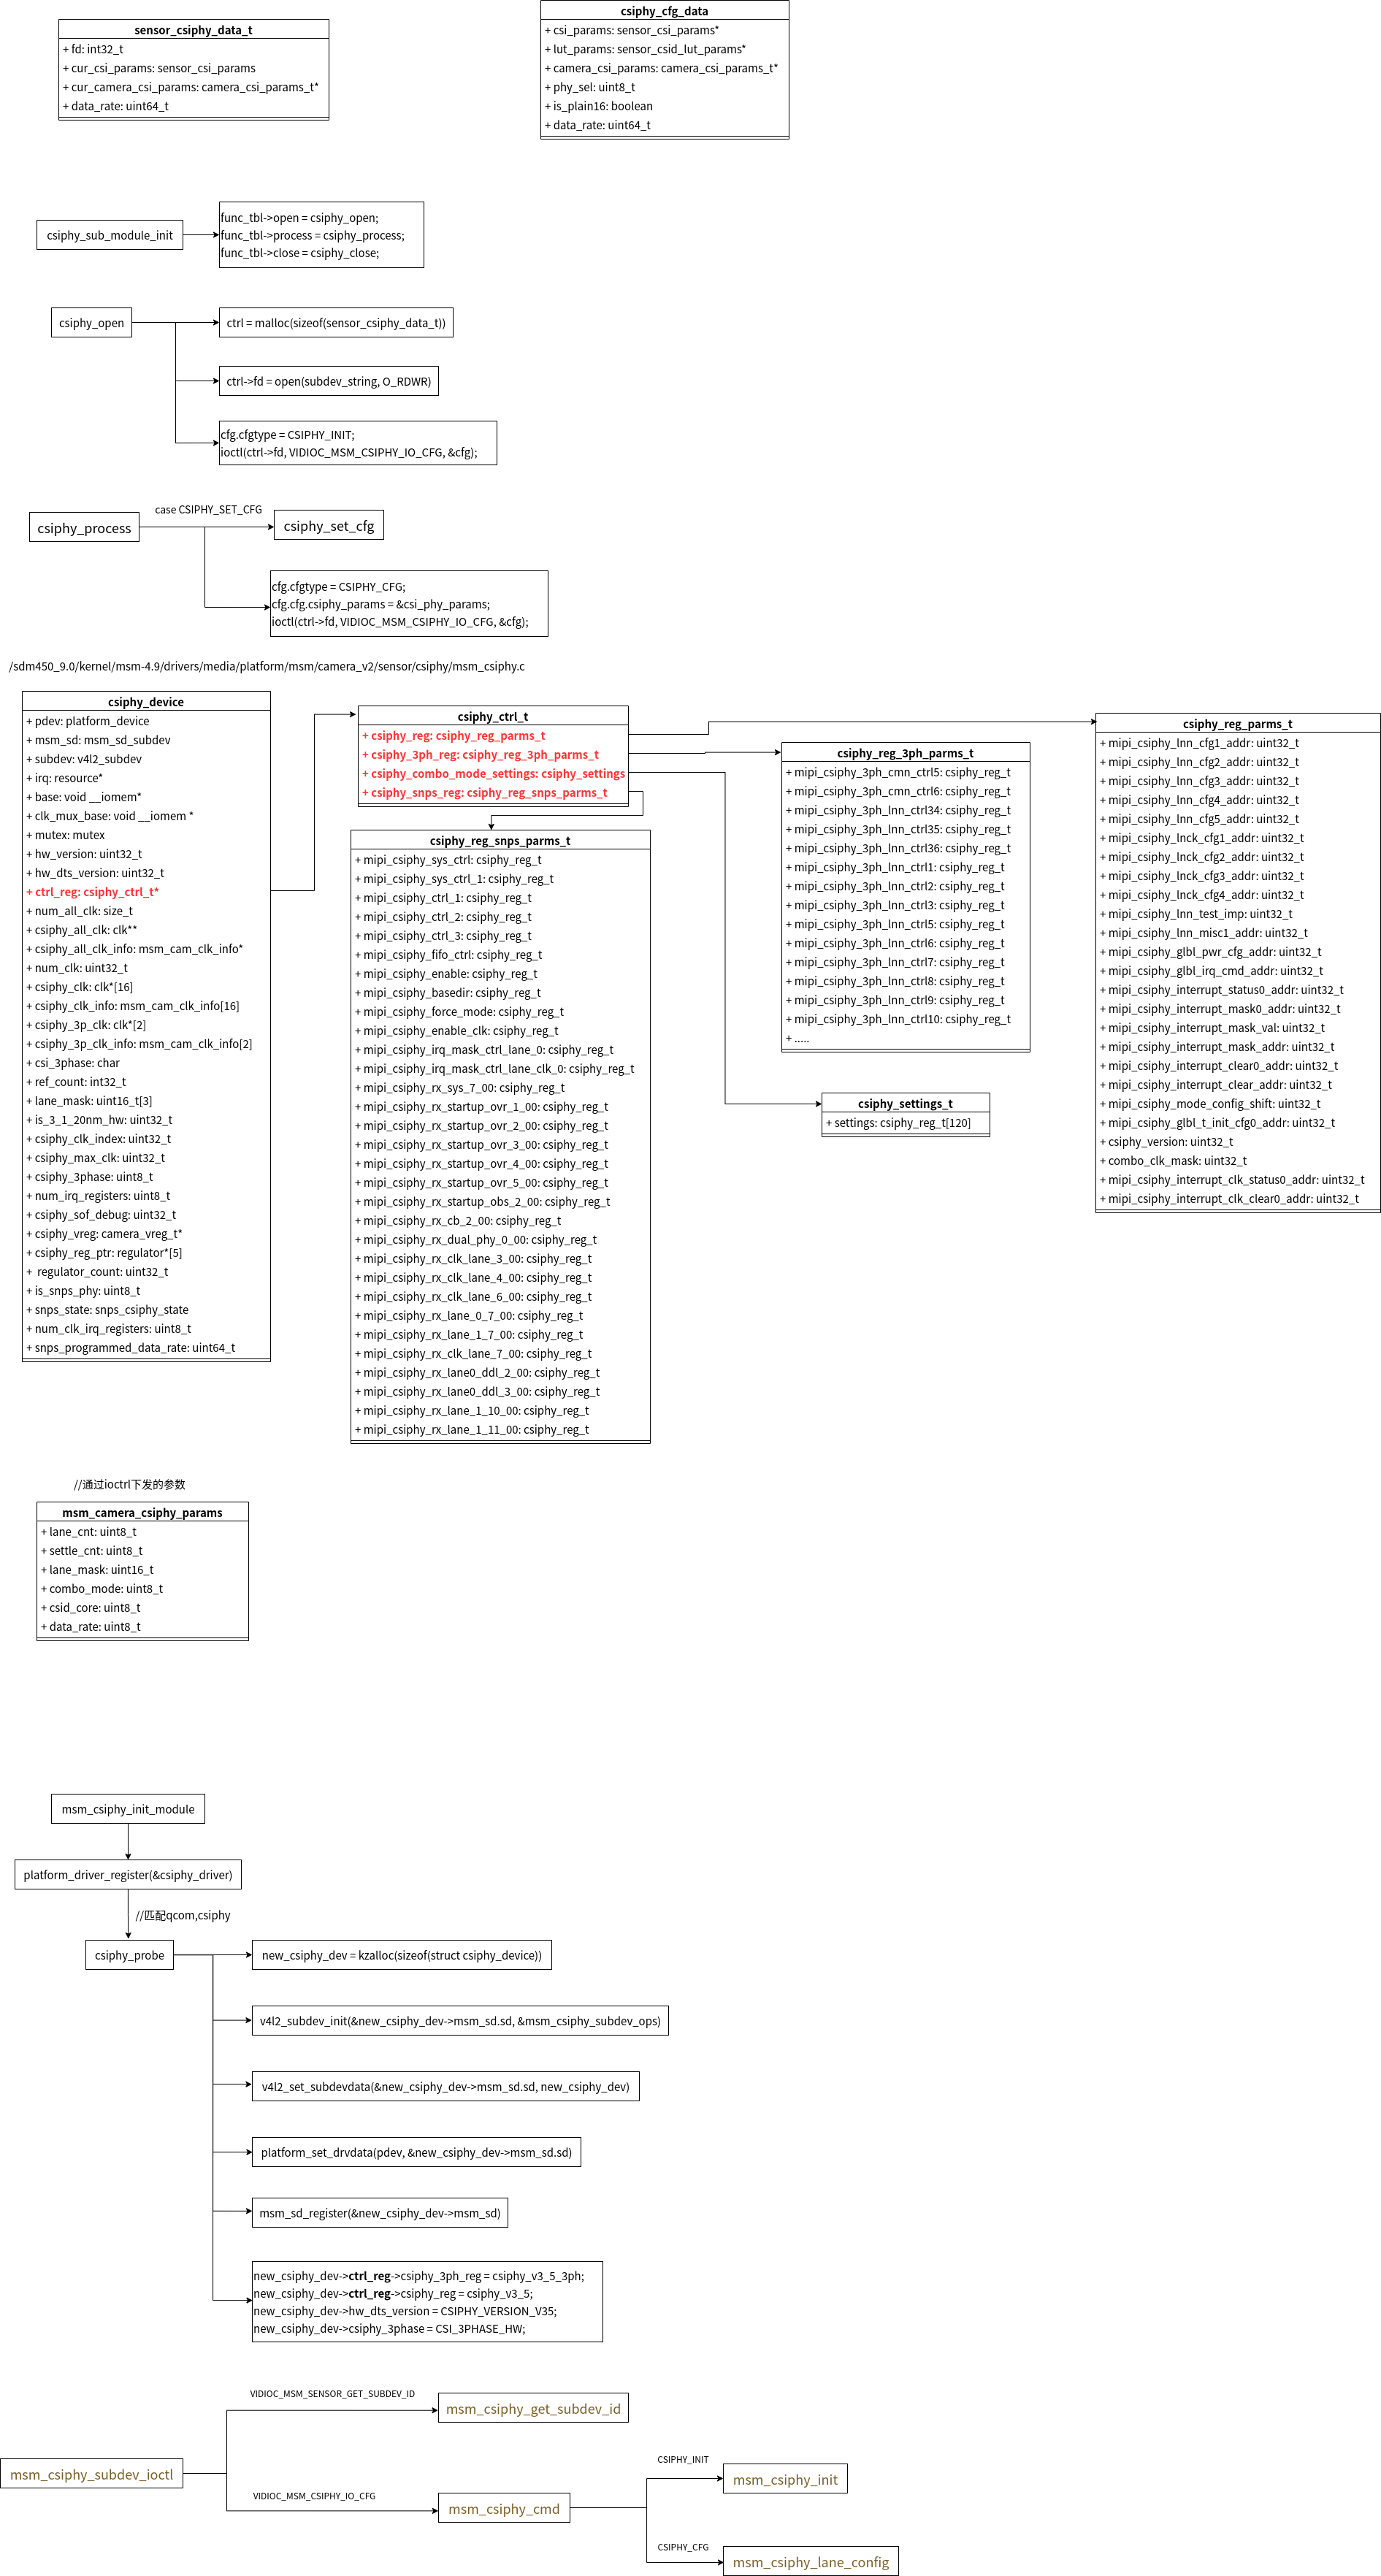 sensor_csiphy_data_t
+ fd: int32_t
+ cur_csi_params: sensor_csi_params
+ cur_camera_csi_params: camera_csi_params_t*
+ data_rate: uint64_t
csiphy_cfg_data
+ csi_params: sensor_csi_params*
+ lut_params: sensor_csid_lut_params*
+ camera_csi_params: camera_csi_params_t*
+ phy_sel: uint8_t
+ is_plain16: boolean
+ data_rate: uint64_t
csiphy_sub_module_init
func_tbl->open = csiphy_open;
func_tbl->process = csiphy_process;
func_tbl->close = csiphy_close;
csiphy_open
ctrl = malloc(sizeof(sensor_csiphy_data_t))
ctrl->fd = open(subdev_string, O_RDWR)
cfg.cfgtype = CSIPHY_INIT;
ioctl(ctrl->fd, VIDIOC_MSM_CSIPHY_IO_CFG, &cfg);
csiphy_process
case CSIPHY_SET_CFG
csiphy_set_cfg
cfg.cfgtype = CSIPHY_CFG;
cfg.cfg.csiphy_params = &csi_phy_params;
ioctl(ctrl->fd, VIDIOC_MSM_CSIPHY_IO_CFG, &cfg);
/sdm450_9.0/kernel/msm-4.9/drivers/media/platform/msm/camera_v2/sensor/csiphy/msm_csiphy.c
csiphy_device
+ pdev: platform_device
+ msm_sd: msm_sd_subdev
+ subdev: v4l2_subdev
+ irq: resource*
+ base: void __iomem*
+ clk_mux_base: void __iomem *
+ mutex: mutex
+ hw_version: uint32_t
+ hw_dts_version: uint32_t
+ ctrl_reg: csiphy_ctrl_t*
+ num_all_clk: size_t
+ csiphy_all_clk: clk**
+ csiphy_all_clk_info: msm_cam_clk_info*
+ num_clk: uint32_t
+ csiphy_clk: clk*[16]
+ csiphy_clk_info: msm_cam_clk_info[16]
+ csiphy_3p_clk: clk*[2]
+ csiphy_3p_clk_info: msm_cam_clk_info[2]
+ csi_3phase: char
+ ref_count: int32_t
+ lane_mask: uint16_t[3]
+ is_3_1_20nm_hw: uint32_t
+ csiphy_clk_index: uint32_t
+ csiphy_max_clk: uint32_t
+ csiphy_3phase: uint8_t
+ num_irq_registers: uint8_t
+ csiphy_sof_debug: uint32_t
+ csiphy_vreg: camera_vreg_t*
+ csiphy_reg_ptr: regulator*[5]
+ regulator_count: uint32_t
+ is_snps_phy: uint8_t
+ snps_state: snps_csiphy_state
+ num_clk_irq_registers: uint8_t
+ snps_programmed_data_rate: uint64_t
csiphy_ctrl_t
+ csiphy_reg: csiphy_reg_parms_t
+ csiphy_3ph_reg: csiphy_reg_3ph_parms_t
+ csiphy_combo_mode_settings: csiphy_settings
+ csiphy_snps_reg: csiphy_reg_snps_parms_t
csiphy_reg_snps_parms_t
+ mipi_csiphy_sys_ctrl: csiphy_reg_t
+ mipi_csiphy_sys_ctrl_1: csiphy_reg_t
+ mipi_csiphy_ctrl_1: csiphy_reg_t
+ mipi_csiphy_ctrl_2: csiphy_reg_t
+ mipi_csiphy_ctrl_3: csiphy_reg_t
+ mipi_csiphy_fifo_ctrl: csiphy_reg_t
+ mipi_csiphy_enable: csiphy_reg_t
+ mipi_csiphy_basedir: csiphy_reg_t
+ mipi_csiphy_force_mode: csiphy_reg_t
+ mipi_csiphy_enable_clk: csiphy_reg_t
+ mipi_csiphy_irq_mask_ctrl_lane_0: csiphy_reg_t
+ mipi_csiphy_irq_mask_ctrl_lane_clk_0: csiphy_reg_t
+ mipi_csiphy_rx_sys_7_00: csiphy_reg_t
+ mipi_csiphy_rx_startup_ovr_1_00: csiphy_reg_t
+ mipi_csiphy_rx_startup_ovr_2_00: csiphy_reg_t
+ mipi_csiphy_rx_startup_ovr_3_00: csiphy_reg_t
+ mipi_csiphy_rx_startup_ovr_4_00: csiphy_reg_t
+ mipi_csiphy_rx_startup_ovr_5_00: csiphy_reg_t
+ mipi_csiphy_rx_startup_obs_2_00: csiphy_reg_t
+ mipi_csiphy_rx_cb_2_00: csiphy_reg_t
+ mipi_csiphy_rx_dual_phy_0_00: csiphy_reg_t
+ mipi_csiphy_rx_clk_lane_3_00: csiphy_reg_t
+ mipi_csiphy_rx_clk_lane_4_00: csiphy_reg_t
+ mipi_csiphy_rx_clk_lane_6_00: csiphy_reg_t
+ mipi_csiphy_rx_lane_0_7_00: csiphy_reg_t
+ mipi_csiphy_rx_lane_1_7_00: csiphy_reg_t
+ mipi_csiphy_rx_clk_lane_7_00: csiphy_reg_t
+ mipi_csiphy_rx_lane0_ddl_2_00: csiphy_reg_t
+ mipi_csiphy_rx_lane0_ddl_3_00: csiphy_reg_t
+ mipi_csiphy_rx_lane_1_10_00: csiphy_reg_t
+ mipi_csiphy_rx_lane_1_11_00: csiphy_reg_t
csiphy_reg_3ph_parms_t
+ mipi_csiphy_3ph_cmn_ctrl5: csiphy_reg_t
+ mipi_csiphy_3ph_cmn_ctrl6: csiphy_reg_t
+ mipi_csiphy_3ph_lnn_ctrl34: csiphy_reg_t
+ mipi_csiphy_3ph_lnn_ctrl35: csiphy_reg_t
+ mipi_csiphy_3ph_lnn_ctrl36: csiphy_reg_t
+ mipi_csiphy_3ph_lnn_ctrl1: csiphy_reg_t
+ mipi_csiphy_3ph_lnn_ctrl2: csiphy_reg_t
+ mipi_csiphy_3ph_lnn_ctrl3: csiphy_reg_t
+ mipi_csiphy_3ph_lnn_ctrl5: csiphy_reg_t
+ mipi_csiphy_3ph_lnn_ctrl6: csiphy_reg_t
+ mipi_csiphy_3ph_lnn_ctrl7: csiphy_reg_t
+ mipi_csiphy_3ph_lnn_ctrl8: csiphy_reg_t
+ mipi_csiphy_3ph_lnn_ctrl9: csiphy_reg_t
+ mipi_csiphy_3ph_lnn_ctrl10: csiphy_reg_t
+ .....
csiphy_settings_t
+ settings: csiphy_reg_t[120]
csiphy_reg_parms_t
+ mipi_csiphy_lnn_cfg1_addr: uint32_t
+ mipi_csiphy_lnn_cfg2_addr: uint32_t
+ mipi_csiphy_lnn_cfg3_addr: uint32_t
+ mipi_csiphy_lnn_cfg4_addr: uint32_t
+ mipi_csiphy_lnn_cfg5_addr: uint32_t
+ mipi_csiphy_lnck_cfg1_addr: uint32_t
+ mipi_csiphy_lnck_cfg2_addr: uint32_t
+ mipi_csiphy_lnck_cfg3_addr: uint32_t
+ mipi_csiphy_lnck_cfg4_addr: uint32_t
+ mipi_csiphy_lnn_test_imp: uint32_t
+ mipi_csiphy_lnn_misc1_addr: uint32_t
+ mipi_csiphy_glbl_pwr_cfg_addr: uint32_t
+ mipi_csiphy_glbl_irq_cmd_addr: uint32_t
+ mipi_csiphy_interrupt_status0_addr: uint32_t
+ mipi_csiphy_interrupt_mask0_addr: uint32_t
+ mipi_csiphy_interrupt_mask_val: uint32_t
+ mipi_csiphy_interrupt_mask_addr: uint32_t
+ mipi_csiphy_interrupt_clear0_addr: uint32_t
+ mipi_csiphy_interrupt_clear_addr: uint32_t
+ mipi_csiphy_mode_config_shift: uint32_t
+ mipi_csiphy_glbl_t_init_cfg0_addr: uint32_t
+ csiphy_version: uint32_t
+ combo_clk_mask: uint32_t
+ mipi_csiphy_interrupt_clk_status0_addr: uint32_t
+ mipi_csiphy_interrupt_clk_clear0_addr: uint32_t
//通过ioctrl下发的参数
msm_camera_csiphy_params
+ lane_cnt: uint8_t
+ settle_cnt: uint8_t
+ lane_mask: uint16_t
+ combo_mode: uint8_t
+ csid_core: uint8_t
+ data_rate: uint8_t
msm_csiphy_init_module
platform_driver_register(&csiphy_driver)
//匹配qcom,csiphy
csiphy_probe
new_csiphy_dev = kzalloc(sizeof(struct csiphy_device))
v4l2_subdev_init(&new_csiphy_dev->msm_sd.sd, &msm_csiphy_subdev_ops)
v4l2_set_subdevdata(&new_csiphy_dev->msm_sd.sd, new_csiphy_dev)
platform_set_drvdata(pdev, &new_csiphy_dev->msm_sd.sd)
msm_sd_register(&new_csiphy_dev->msm_sd)
new_csiphy_dev->ctrl_reg->csiphy_3ph_reg = csiphy_v3_5_3ph;
new_csiphy_dev->ctrl_reg->csiphy_reg = csiphy_v3_5;
new_csiphy_dev->hw_dts_version = CSIPHY_VERSION_V35;
new_csiphy_dev->csiphy_3phase = CSI_3PHASE_HW;
VIDIOC_MSM_SENSOR_GET_SUBDEV_ID
msm_csiphy_get_subdev_id
msm_csiphy_subdev_ioctl
VIDIOC_MSM_CSIPHY_IO_CFG
msm_csiphy_cmd
CSIPHY_INIT
msm_csiphy_init
CSIPHY_CFG
msm_csiphy_lane_config